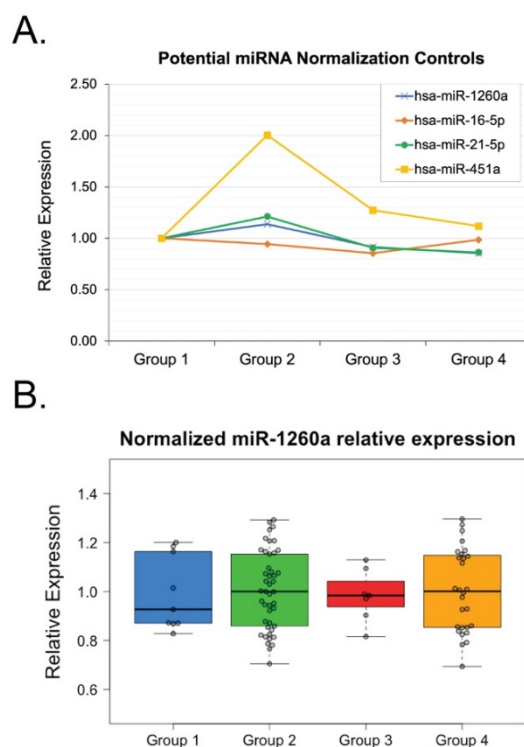 A.
Potential miRNA Normalization Controls
2.50
2.00
1.50
1.00
0.50
0.00
Relative Expression
hsa-miR-1260a
hsa-miR-16-5p
hsa-miR-21-5p
hsa-miR-451a
Group 1 Group 2 Group 3 Group 4
B.
Normalized miR-1260a relative expression
1.4
1.2
1.0
0.8
0.6
Relative Expression
Group 1 Group 2 Group 3 Group 4